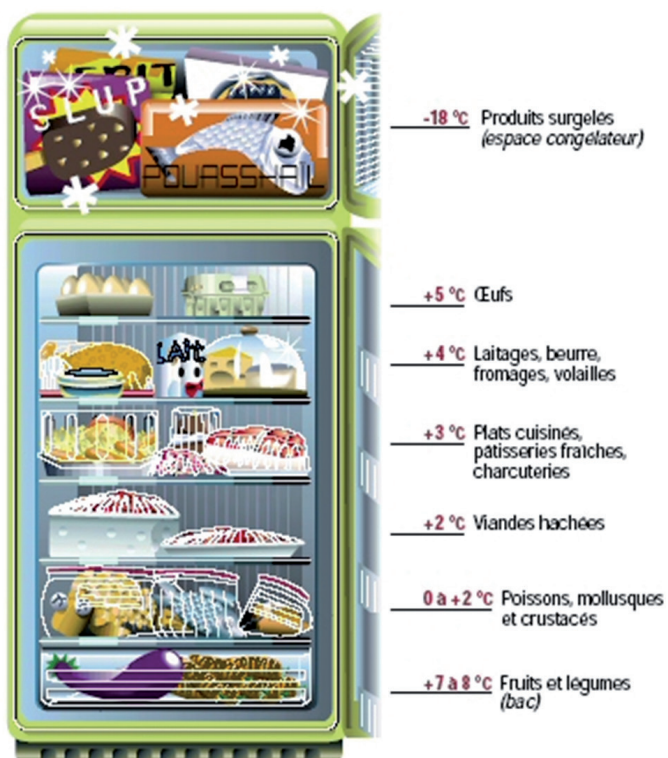 SLUP
POUASSKAIL
LAit
-18 °C Produits surgelés
(espace congélateur)
+5 °C Œufs
+4 °C Laitages, beurre,
fromages, volailles
+3 °C Plats cuisinés,
pâtisseries fraîches,
charcuteries
+2 °C Viandes hachées
0 à +2 °C Poissons, mollusques
et crustacés
+7 à 8 °C Fruits et légumes
(bac)